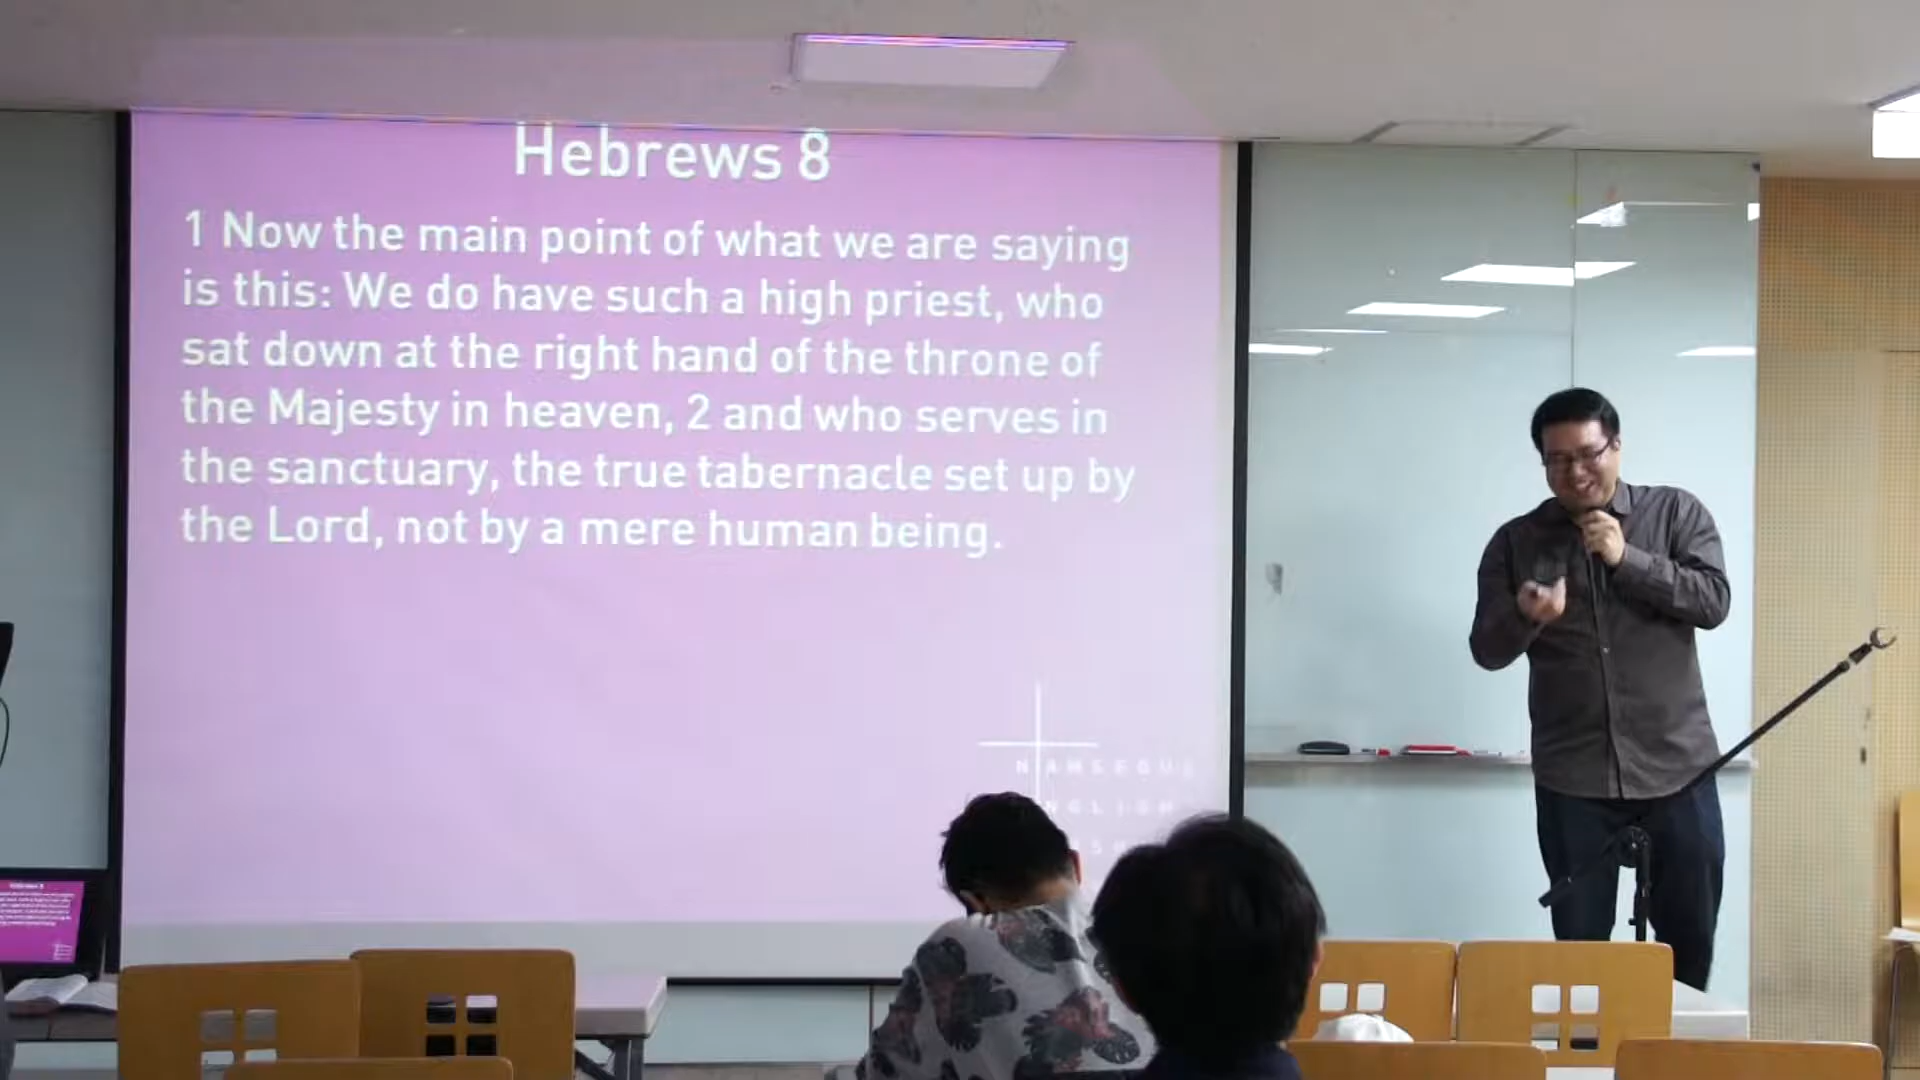 Hebrews 8
1 Now the main point of what we are saying
is this: We do have such a high priest, who
sat down at the right hand of the throne of
the Majesty in heaven, 2 and who serves in
the sanctuary, the true tabernacle set up by
the Lord, not by a mere human being.
Hebrews 8